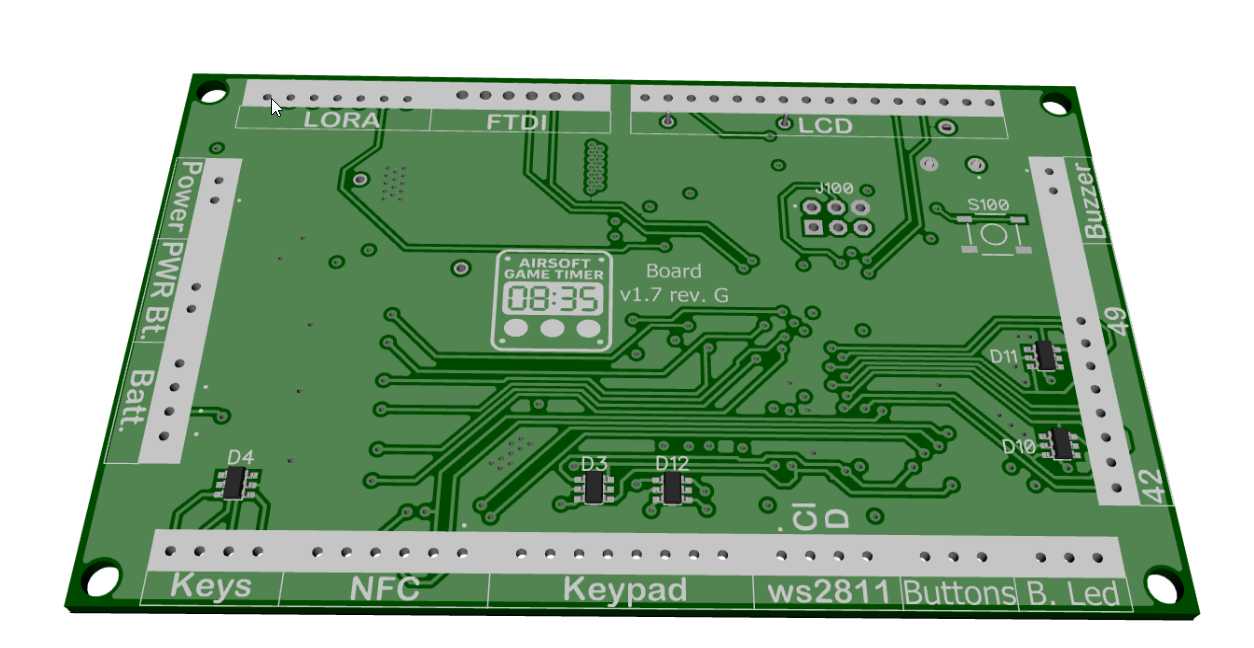 LORA
FTDI
LCD
Power
PWR Bt.
Batt.
Buzzer
J100
S100
AIRSOFT
GAME TIMER
08:35
Board
v1.7 rev. G
49
D11
D10
42
D4
D3
D12
CI
D
Keys
NFC
Keypad
ws2811
Buttons
B. Led